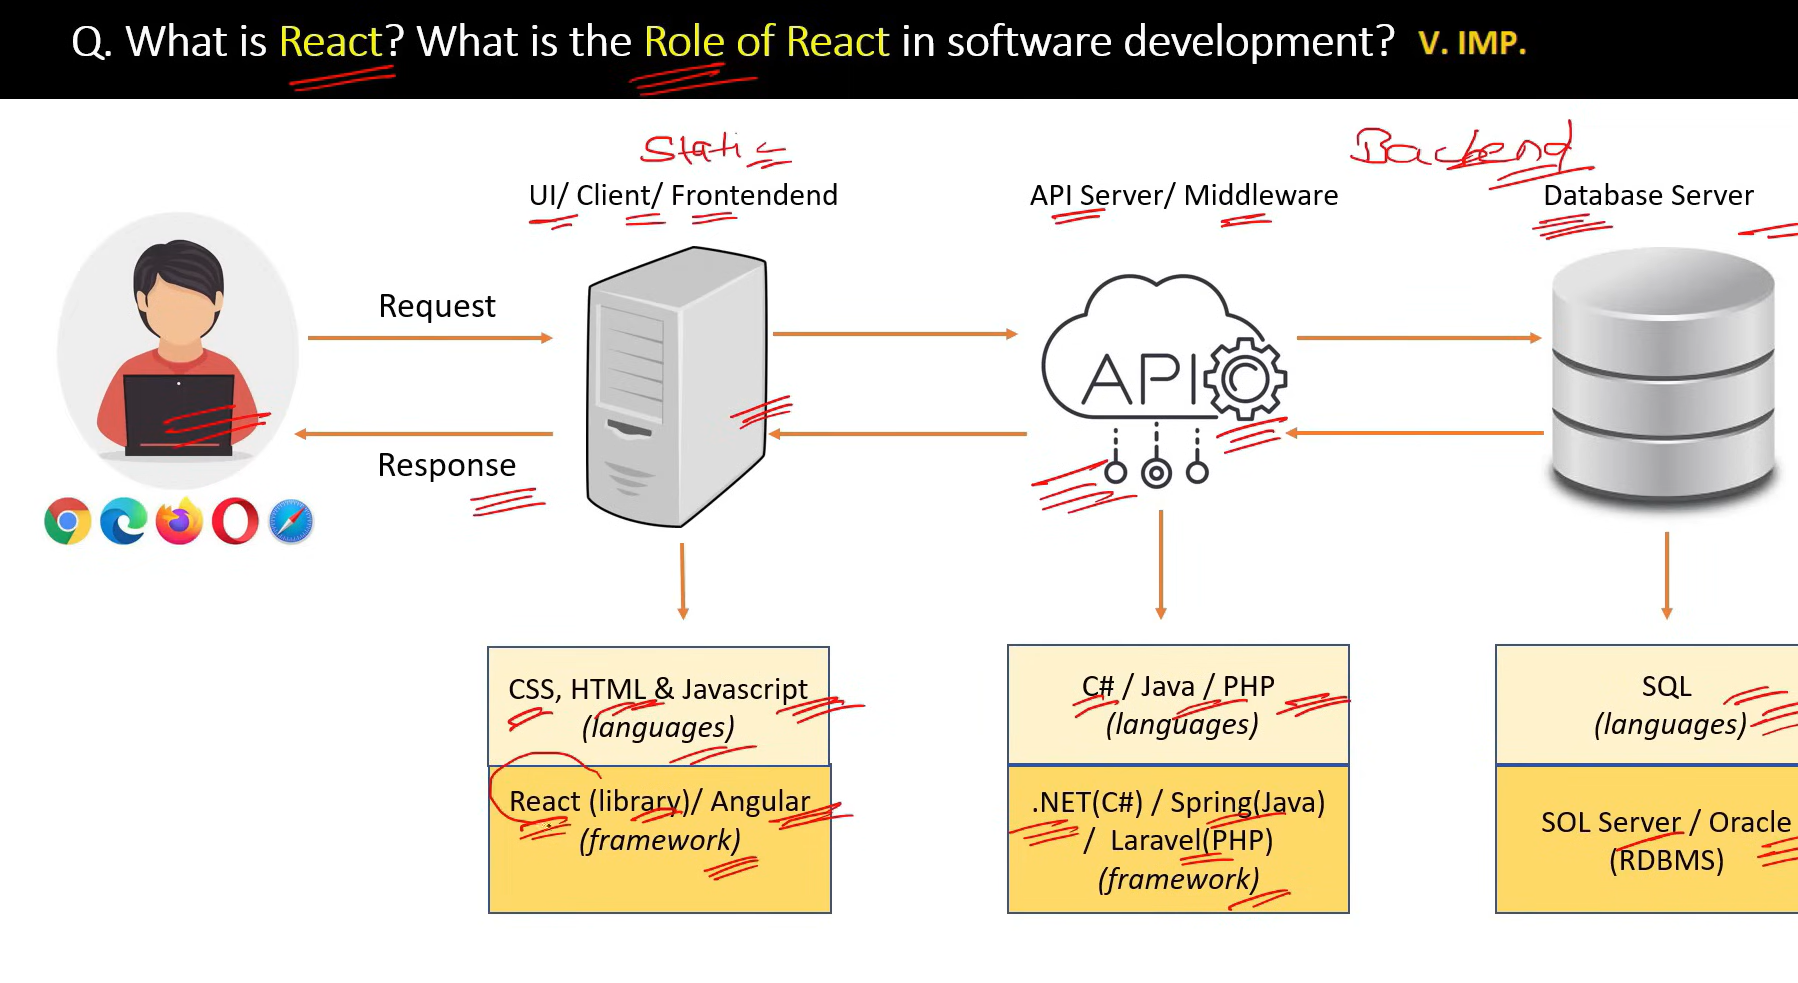 Q. What is React? What is the Role of React in software development? V. IMP.
Static
Backend
UI/ Client/ Frontendend
API Server/ Middleware
Database Server
Request
Response
API
CSS, HTML & Javascript
(languages)
React (library)/ Angular
(framework)
C# / Java / PHP
(languages)
.NET(C#) / Spring(Java)
/ Laravel(PHP)
(framework)
SQL
(languages)
SOL Server / Oracle
(RDBMS)